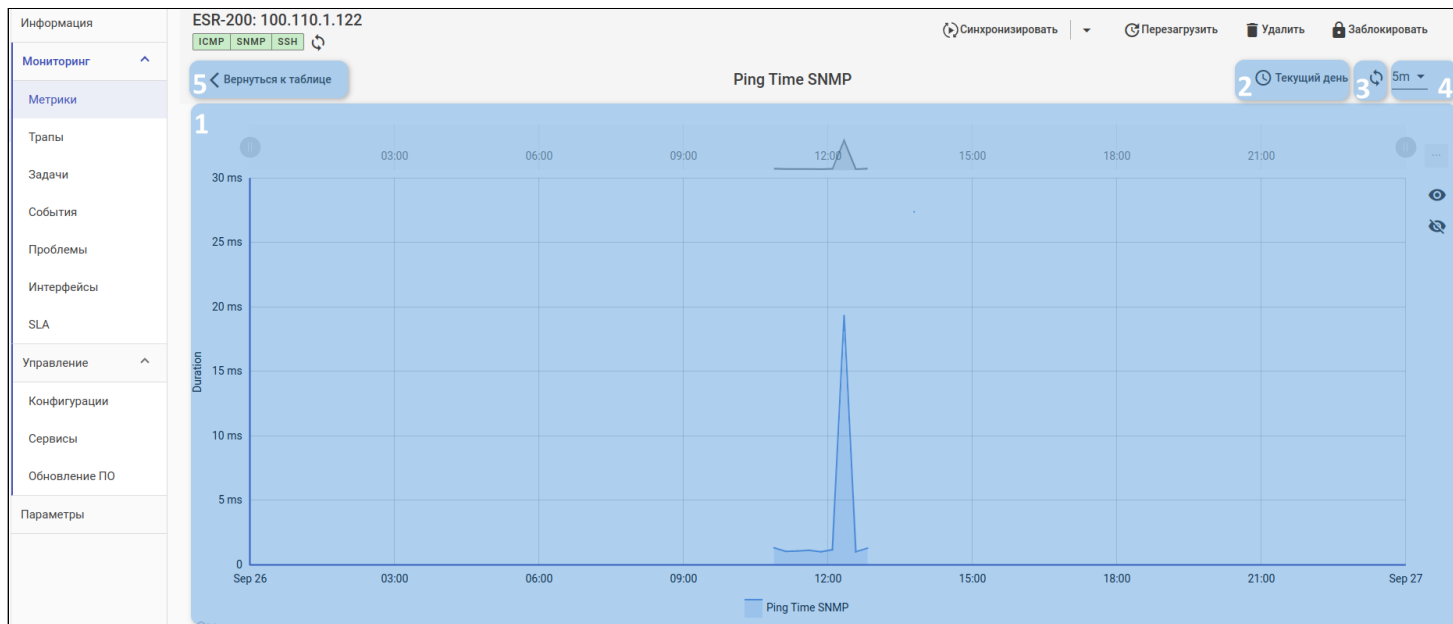 Информация
Мониторинг
Метрики
Трапы
Задачи
События
Проблемы
Интерфейсы
SLA
Управление
Конфигурации
Сервисы
Обновление ПО
Параметры
ESR-200: 100.110.1.122
ICMP SNMP SSH
Синхронизировать Перезагрузить Удалить Заблокировать
5 Вернуться к таблице Ping Time SNMP 2 Текущий день 3 5m 4
1
03:00 06:00 09:00 12:00 15:00 18:00 21:00
...
30 ms
25 ms
20 ms
15 ms
10 ms
5 ms
0
Duration
Sep 26 03:00 06:00 09:00 12:00 15:00 18:00 21:00 Sep 27
Ping Time SNMP